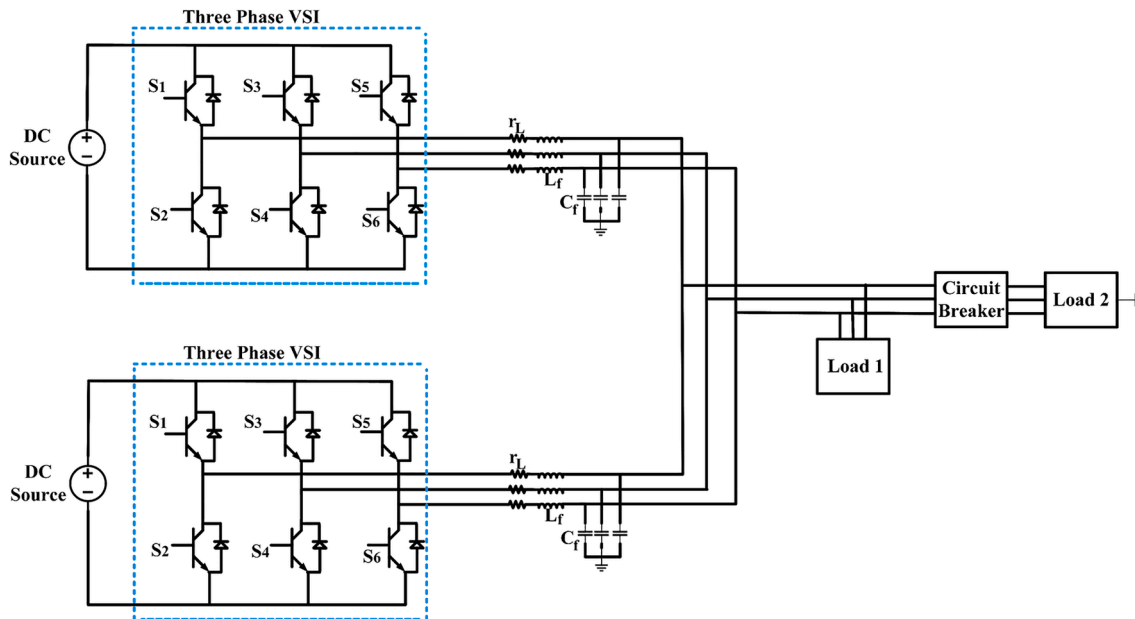 Three Phase VSI
S1
S3
S5
DC
Source
+
−
rL
Lf
Cf
S2
S4
S6
Circuit
Breaker
Load 2
Load 1
Three Phase VSI
S1
S3
S5
DC
Source
+
−
rL
Lf
Cf
S2
S4
S6